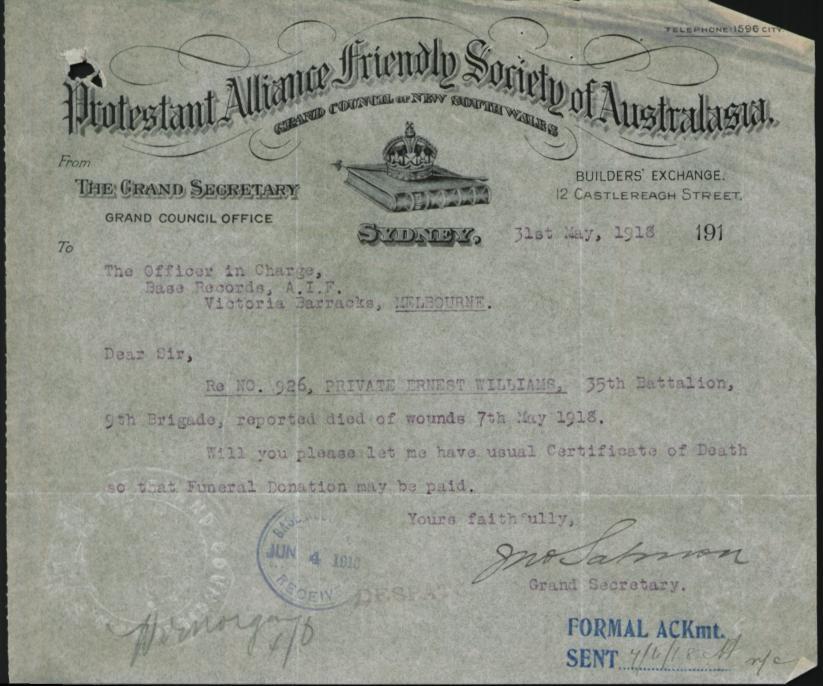 TELEPHONE 1596 CITY.
Protestant Alliance Friendly Society of Australasia.
GRAND COUNCIL OF NEW SOUTH WALES
From
THE GRAND SECRETARY
GRAND COUNCIL OFFICE
BUILDERS' EXCHANGE.
12 CASTLEREAGH STREET.
SYDNEY, 31st May, 1918 191
To
The Officer in Charge,
Base Records, A.I.F.
Victoria Barracks, MELBOURNE.
Dear Sir,
Re NO. 926, PRIVATE ERNEST WILLIAMS, 35th Battalion,
9th Brigade, reported died of wounds 7th May 1918.
Will you please let me have usual Certificate of Death
so that Funeral Donation may be paid.
Yours faithfully,
Jno Salmon
Grand Secretary.
JUN 4 1918
RECEIV
DESPAT
FORMAL ACKmt.
SENT